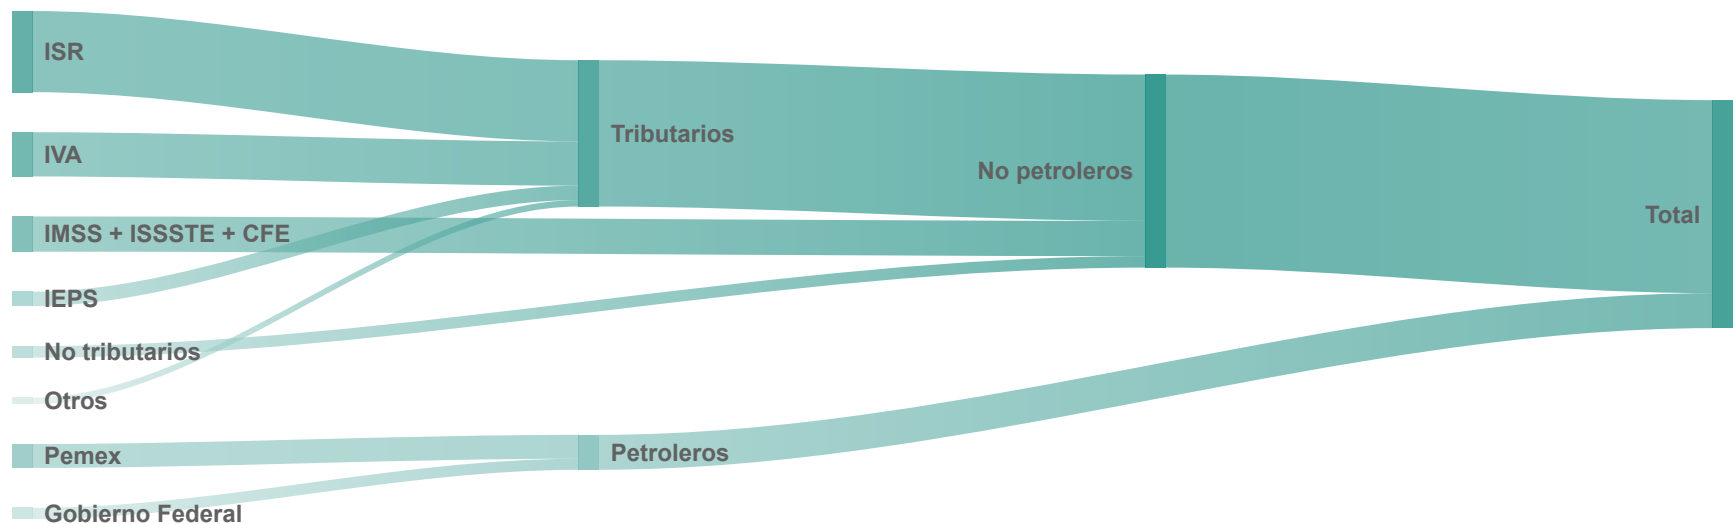 ISR
IVA
IMSS + ISSSTE + CFE
IEPS
No tributarios
Otros
Pemex
Gobierno Federal
Tributarios
Petroleros
No petroleros
Total